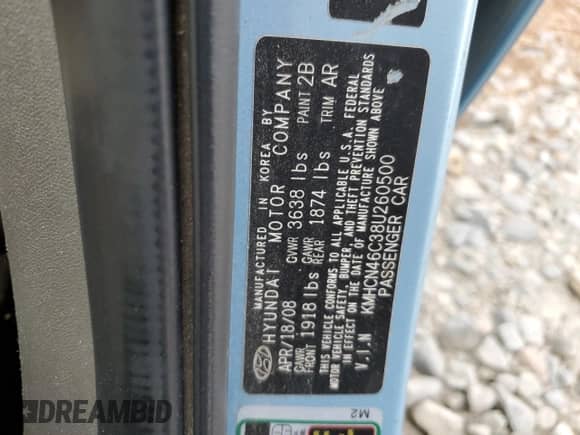 MANUFACTURED IN KOREA BY
HYUNDAI MOTOR COMPANY
APR/18/08 GVWR 3638 lbs PAINT 2B
GAWR FRONT 1918 lbs GAWR REAR 1874 lbs TRIM AR
THIS VEHICLE CONFORMS TO ALL APPLICABLE U.S.A. FEDERAL
MOTOR VEHICLE SAFETY, BUMPER, AND THEFT PREVENTION STANDARDS
IN EFFECT ON THE DATE OF MANUFACTURE SHOWN ABOVE
V.I.N KMHCN46C38U260500
PASSENGER CAR
M2
DREAMBID